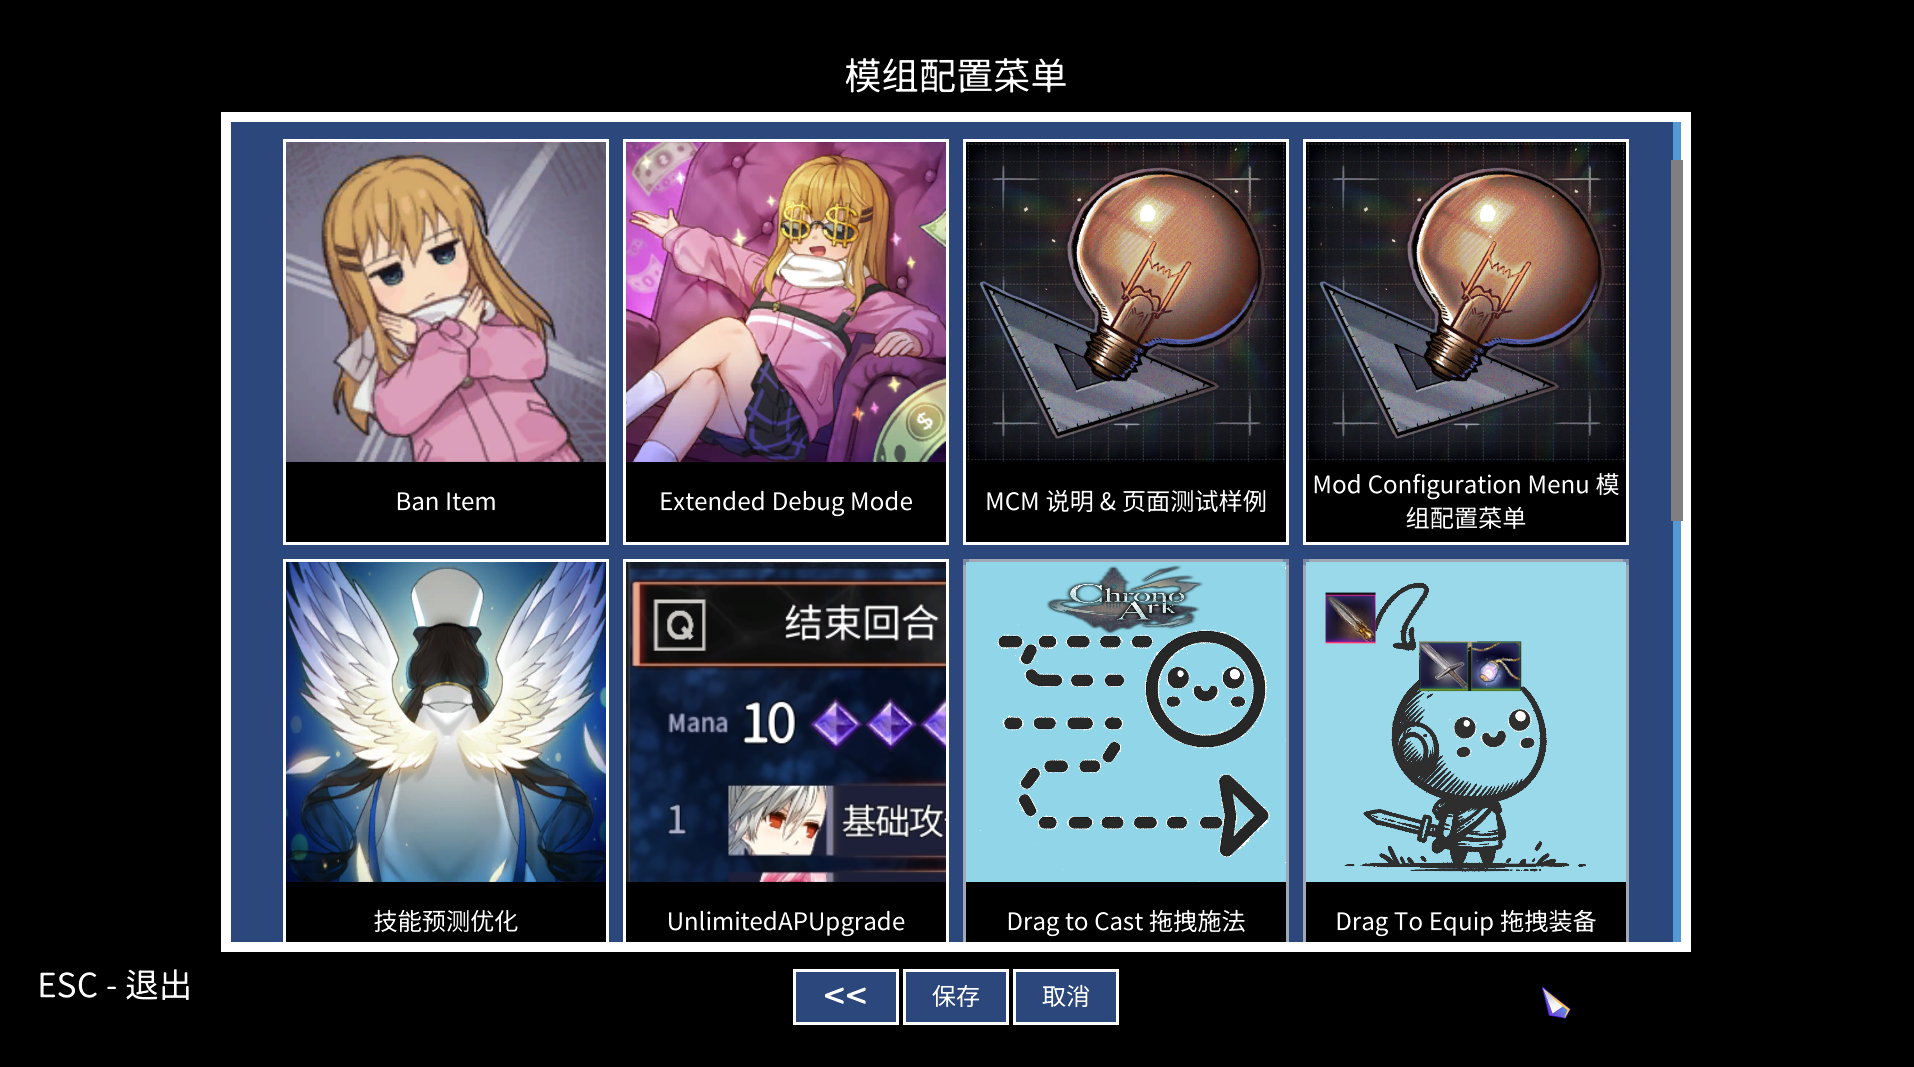 模组配置菜单
Ban Item
Extended Debug Mode
MCM 说明 & 页面测试样例
Mod Configuration Menu 模
组配置菜单
Q 结束回合
Mana 10
1 基础攻
Chrono
Ark
技能预测优化
UnlimitedAPUpgrade
Drag to Cast 拖拽施法
Drag To Equip 拖拽装备
ESC - 退出
<<
保存
取消